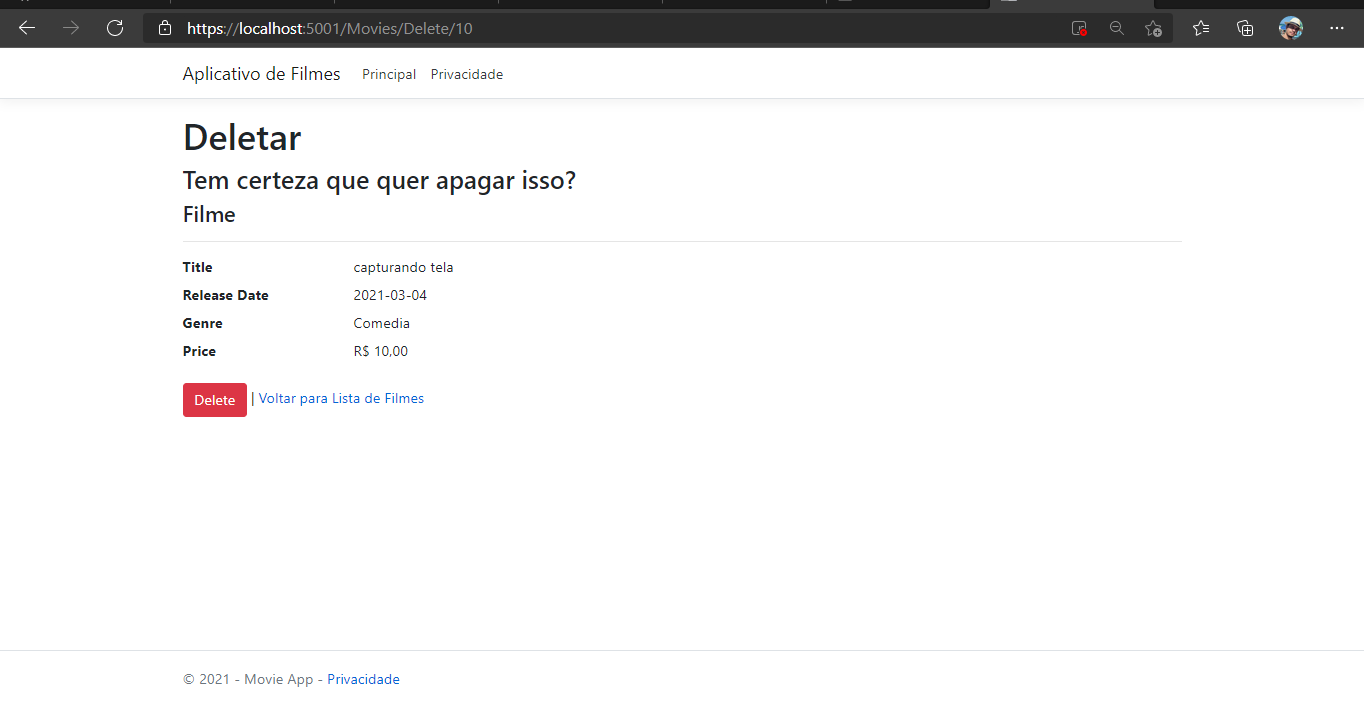 https://localhost:5001/Movies/Delete/10
Aplicativo de Filmes Principal Privacidade
Deletar
Tem certeza que quer apagar isso?
Filme
Title capturando tela
Release Date 2021-03-04
Genre Comedia
Price R$ 10,00
Delete | Voltar para Lista de Filmes
© 2021 - Movie App - Privacidade